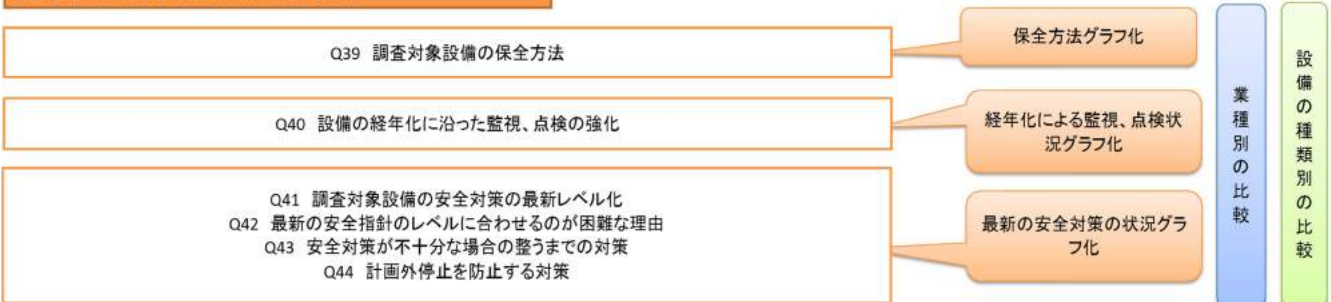 Q39 調査対象設備の保全方法
保全方法グラフ化
Q40 設備の経年化に沿った監視、点検の強化
経年化による監視、点検状
況グラフ化
Q41 調査対象設備の安全対策の最新レベル化
Q42 最新の安全指針のレベルに合わせるのが困難な理由
Q43 安全対策が不十分な場合の整うまでの対策
Q44 計画外停止を防止する対策
最新の安全対策の状況グラ
フ化
業種別の比較
設備の種類別の比較